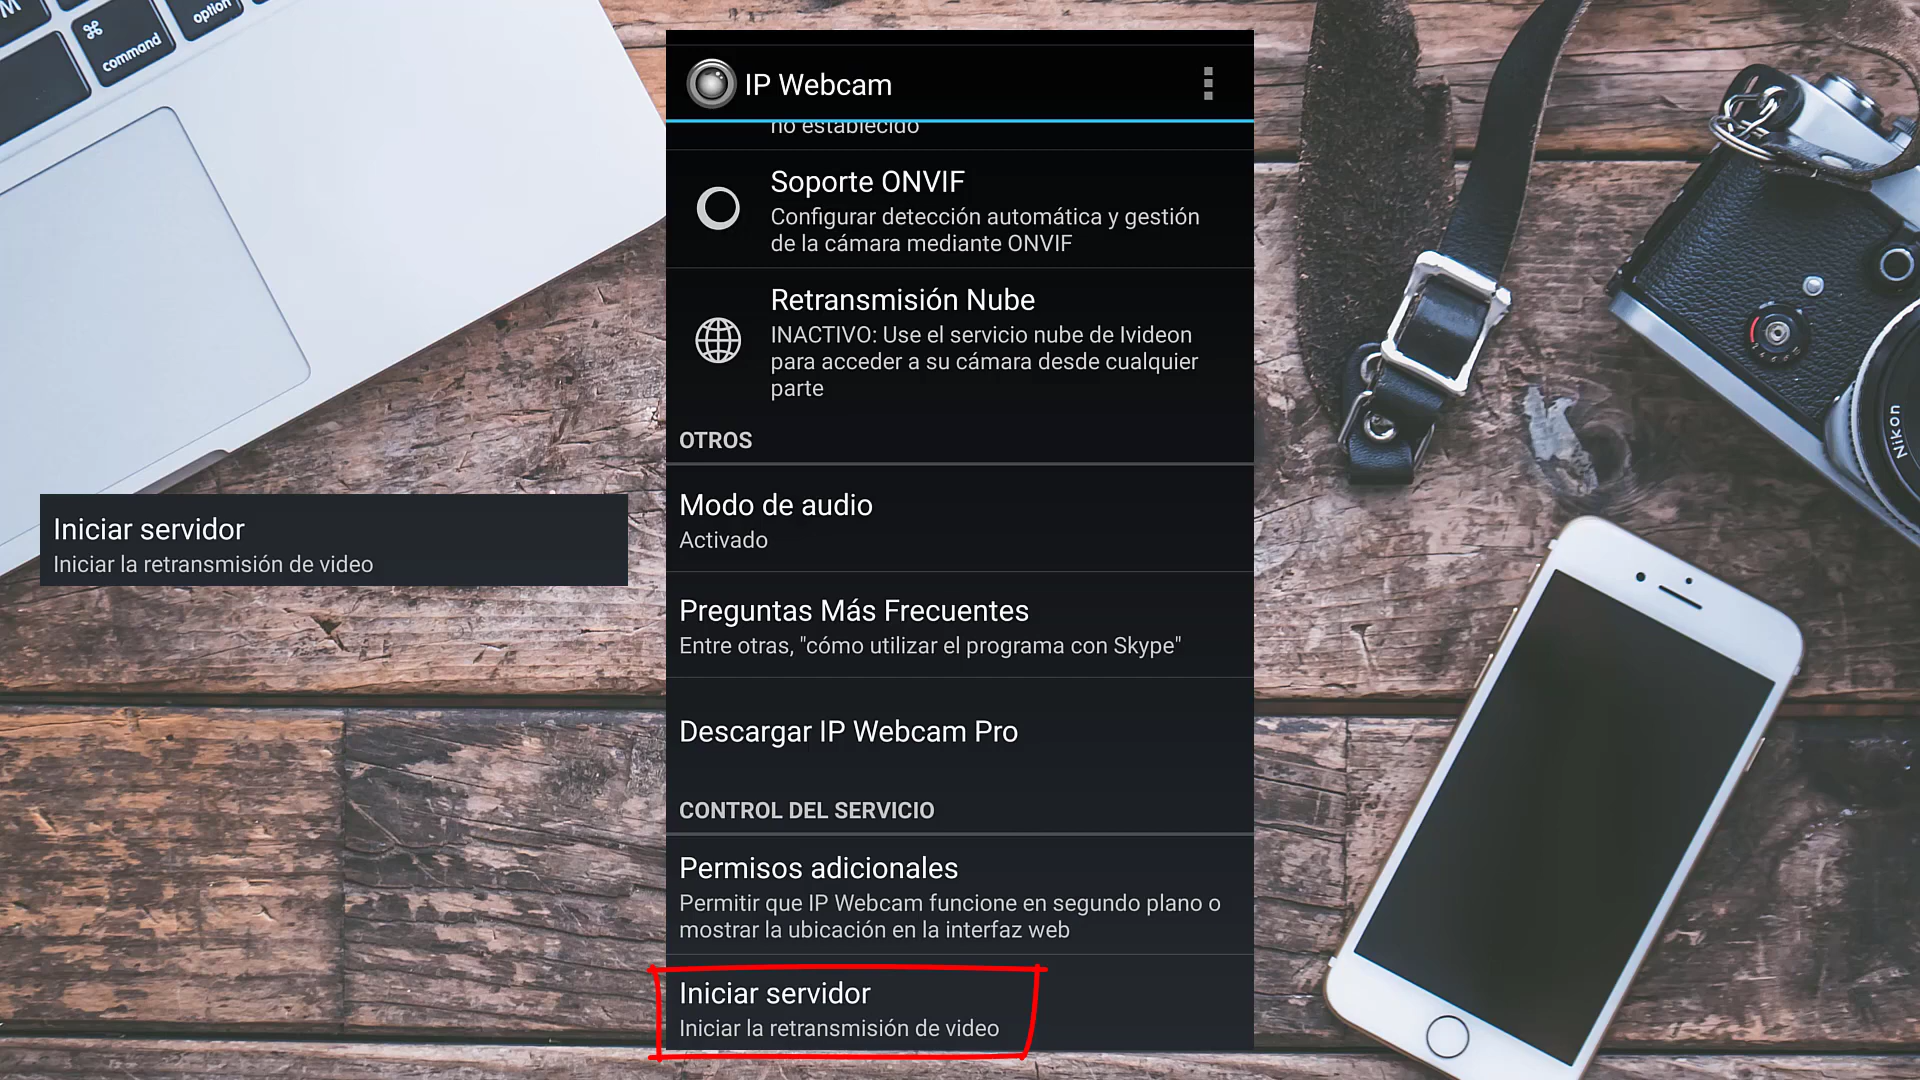 M
⌘
command
option
IP Webcam
no establecido
Soporte ONVIF
Configurar detección automática y gestión
de la cámara mediante ONVIF
Retransmisión Nube
INACTIVO: Use el servicio nube de Ivideon
para acceder a su cámara desde cualquier
parte
OTROS
Modo de audio
Activado
Preguntas Más Frecuentes
Entre otras, "cómo utilizar el programa con Skype"
Descargar IP Webcam Pro
CONTROL DEL SERVICIO
Permisos adicionales
Permitir que IP Webcam funcione en segundo plano o
mostrar la ubicación en la interfaz web
Iniciar servidor
Iniciar la retransmisión de video
Iniciar servidor
Iniciar la retransmisión de video
Nikon